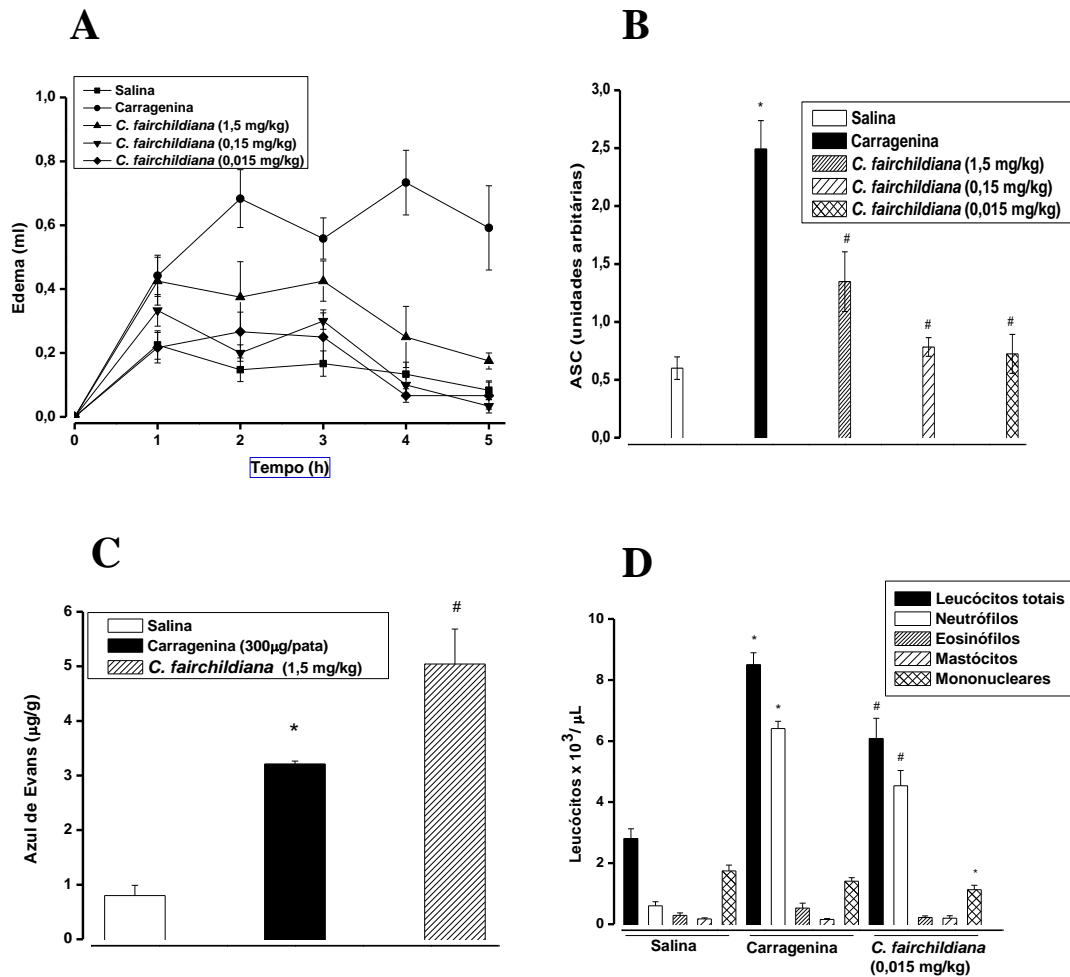 A
Salina
Carragenina
C. fairchildiana (1,5 mg/kg)
C. fairchildiana (0,15 mg/kg)
C. fairchildiana (0,015 mg/kg)
1,0
0,8
0,6
0,4
0,2
0,0
Edema (ml)
0 1 2 3 4 5
Tempo (h)
B
3,0
2,5
2,0
1,5
1,0
0,5
0,0
ASC (unidades arbitárias)
Salina
Carragenina
C. fairchildiana (1,5 mg/kg)
C. fairchildiana (0,15 mg/kg)
C. fairchildiana (0,015 mg/kg)
*
#
#
#
C
6
5
4
3
2
1
0
Azul de Evans (µg/g)
Salina
Carragenina (300µg/pata)
C. fairchildiana (1,5 mg/kg)
*
#
D
Leucócitos totais
Neutrófilos
Eosinófilos
Mastócitos
Mononucleares
10
8
6
4
2
0
Leucócitos x 10³/ µL
*
*
#
#
*
Salina
Carragenina
C. fairchildiana
(0,015 mg/kg)